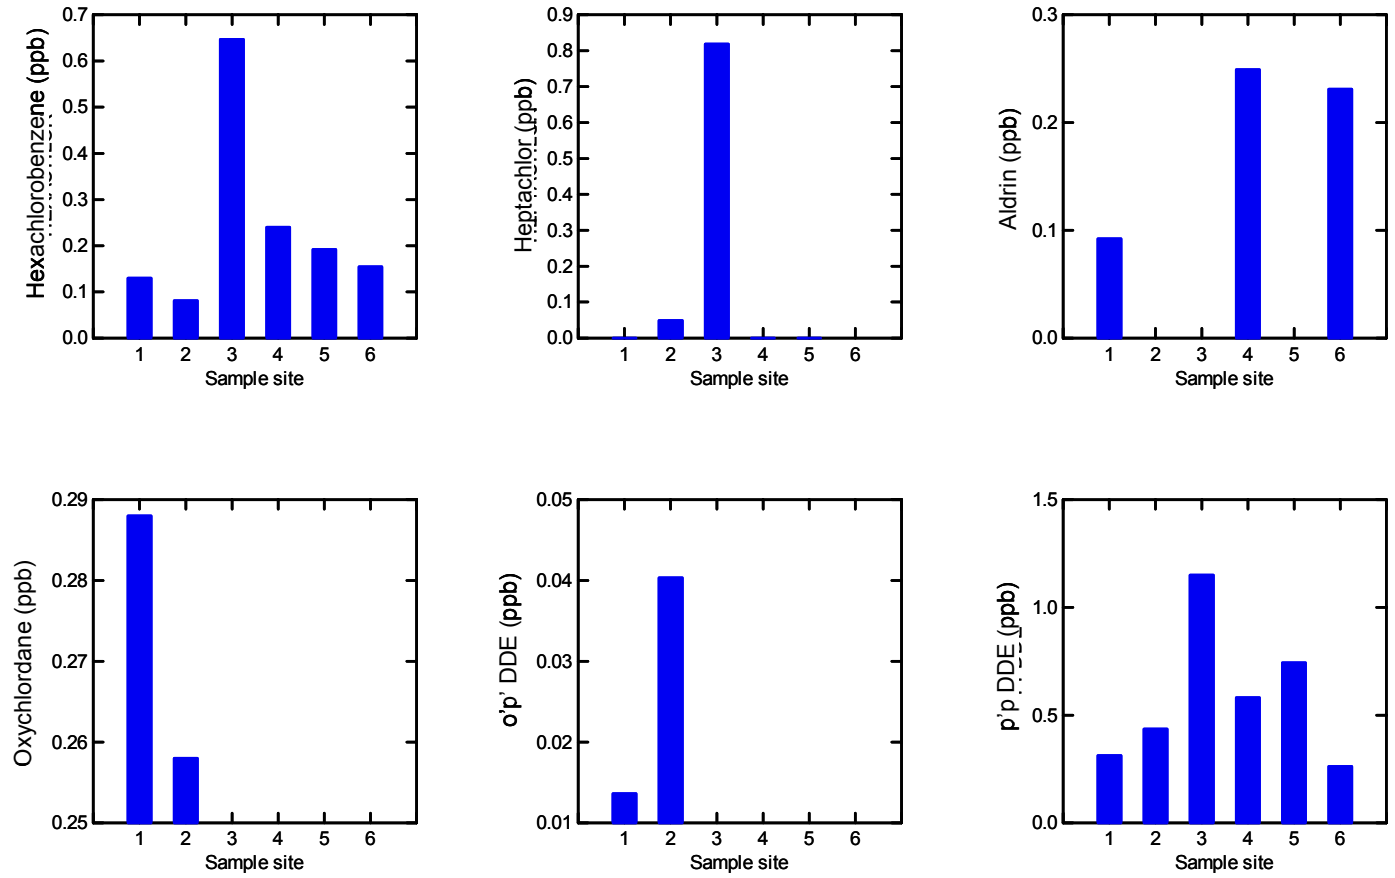 Hexachlorobenzene (ppb)
0.7
0.6
0.5
0.4
0.3
0.2
0.1
0.0
1 2 3 4 5 6
Sample site
Heptachlor (ppb)
0.9
0.8
0.7
0.6
0.5
0.4
0.3
0.2
0.1
0.0
1 2 3 4 5 6
Sample site
Aldrin (ppb)
0.3
0.2
0.1
0.0
1 2 3 4 5 6
Sample site
Oxychlordane (ppb)
0.29
0.28
0.27
0.26
0.25
1 2 3 4 5 6
Sample site
o'p' DDE (ppb)
0.05
0.04
0.03
0.02
0.01
1 2 3 4 5 6
Sample site
p'p DDE (ppb)
1.5
1.0
0.5
0.0
1 2 3 4 5 6
Sample site